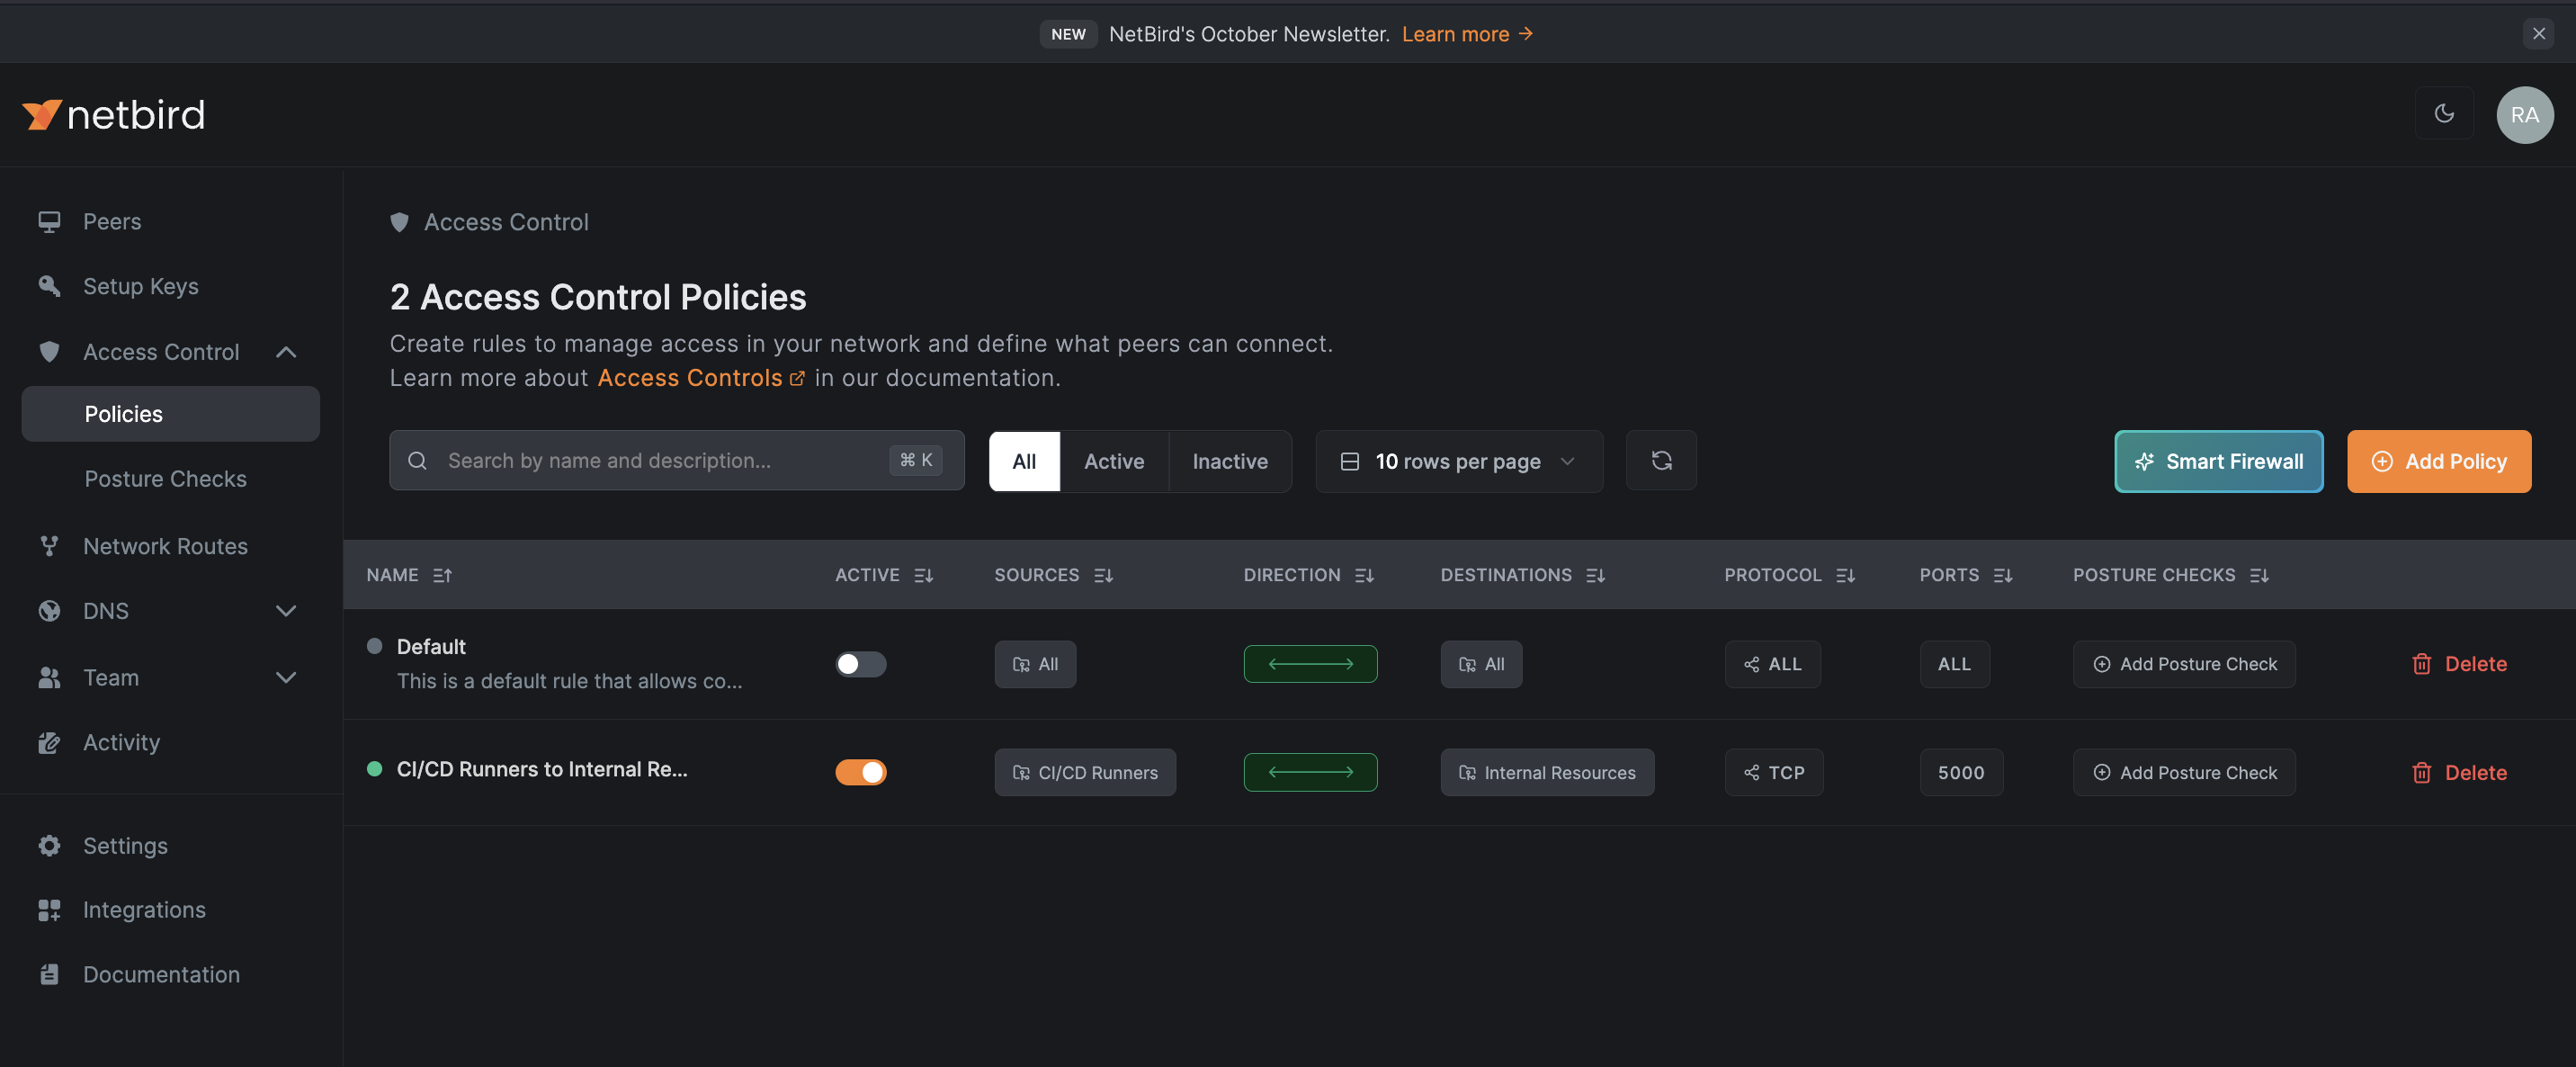 NEW NetBird's October Newsletter. Learn more →
netbird
RA
Peers
Setup Keys
Access Control
Policies
Posture Checks
Network Routes
DNS
Team
Activity
Settings
Integrations
Documentation
Access Control
2 Access Control Policies
Create rules to manage access in your network and define what peers can connect.
Learn more about Access Controls in our documentation.
Search by name and description... ⌘ K All Active Inactive 10 rows per page Smart Firewall Add Policy
NAME ACTIVE SOURCES DIRECTION DESTINATIONS PROTOCOL PORTS POSTURE CHECKS
Default
This is a default rule that allows co...
All All ALL ALL Add Posture Check Delete
CI/CD Runners to Internal Re... CI/CD Runners Internal Resources TCP 5000 Add Posture Check Delete